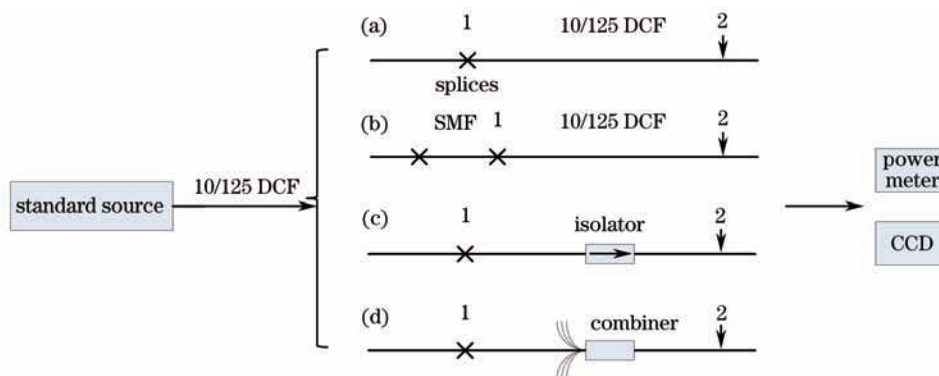 (a)
1
10/125 DCF
2
splices
(b)
SMF
1
10/125 DCF
2
standard source
10/125 DCF
(c)
1
isolator
2
(d)
1
combiner
2
power
meter
CCD